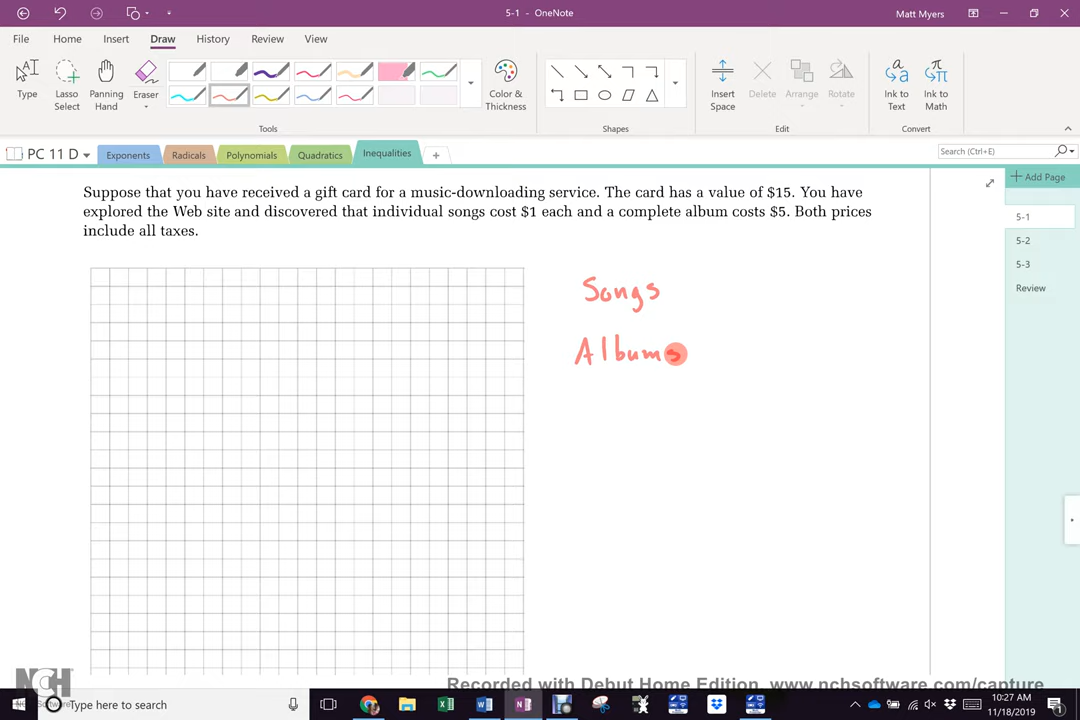 5-1 - OneNote
Matt Myers
File Home Insert Draw History Review View
Type
Lasso Select
Panning Hand
Eraser
Color & Thickness
Insert Space
Delete
Arrange
Rotate
Ink to Text
Ink to Math
Tools
Shapes
Edit
Convert
PC 11 D
Exponents
Radicals
Polynomials
Quadratics
Inequalities
Search (Ctrl+E)
Add Page
Suppose that you have received a gift card for a music-downloading service. The card has a value of $15. You have
explored the Web site and discovered that individual songs cost $1 each and a complete album costs $5. Both prices
include all taxes.
5-1
5-2
5-3
Review
Songs
Albums
NCH
NCH Software
Recorded with Debut Home Edition. www.nchsoftware.com/capture
Type here to search
10:27 AM
11/18/2019